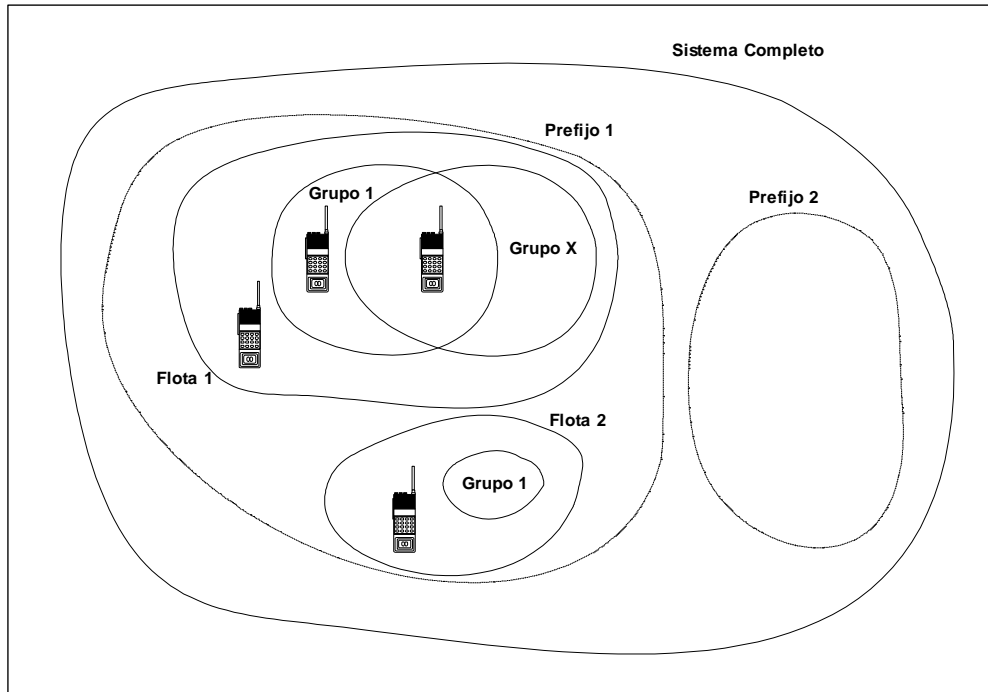 Sistema Completo
Prefijo 1
Grupo 1
Prefijo 2
Grupo X
Flota 1
Flota 2
Grupo 1